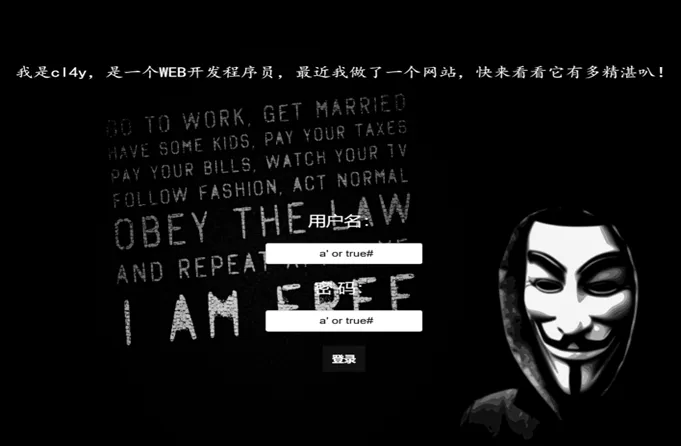 我是cl4y，是一个WEB开发程序员，最近我做了一个网站，快来看看它有多精湛叭！
GO TO WORK, GET MARRIED
HAVE SOME KIDS, PAY YOUR TAXES
PAY YOUR BILLS, WATCH YOUR TV
FOLLOW FASHION, ACT NORMAL
OBEY THE LAW
AND REPEAT AFTER ME
I AM FREE
用户名：
a' or true#
密码：
a' or true#
登录